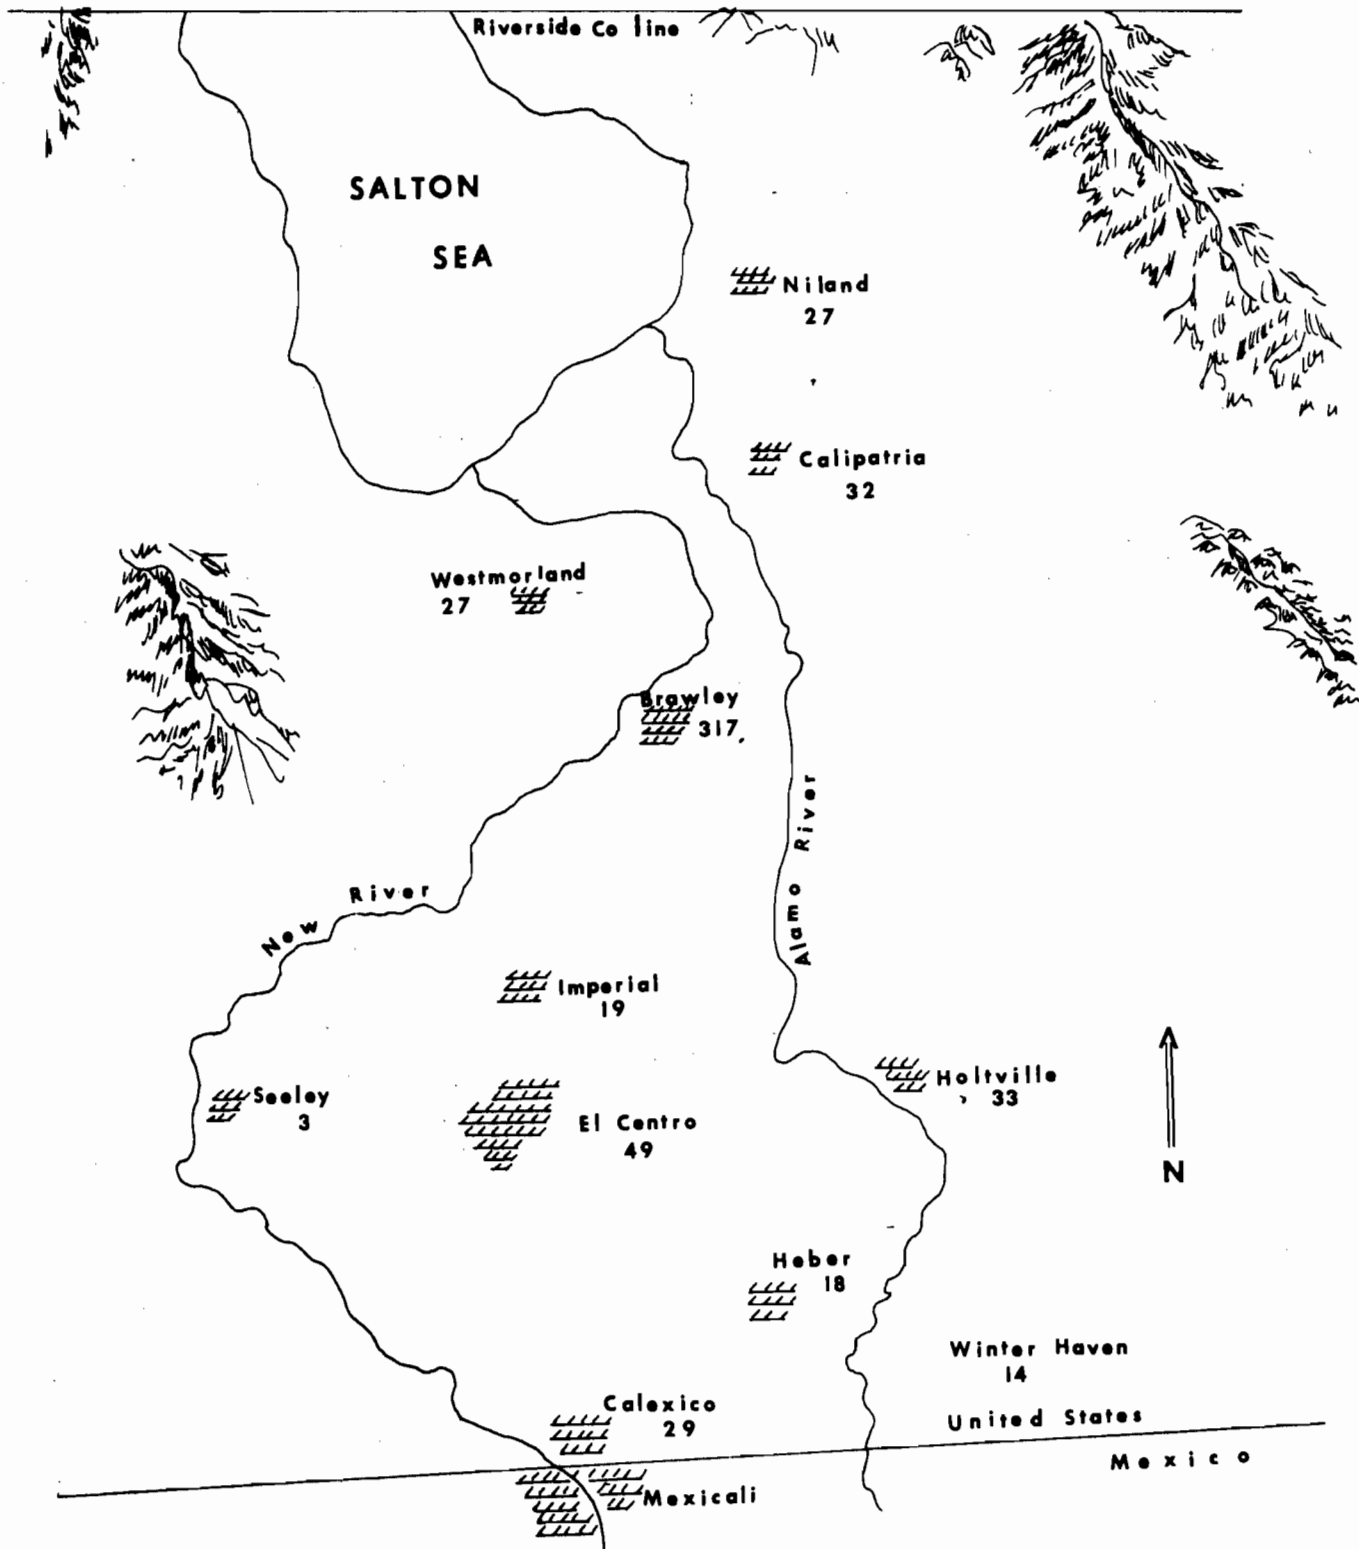 Riverside Co line
SALTON
SEA
Niland
27
Calipatria
32
Westmorland
27
Brawley
317
Alamo River
New River
Imperial
19
Seeley
3
El Centro
49
Holtville
33
N
Heber
18
Winter Haven
14
Calexico
29
United States
Mexico
Mexicali